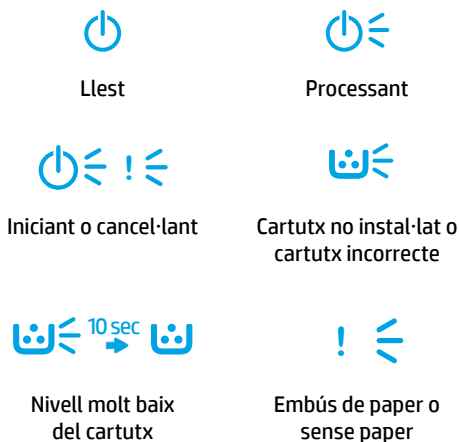 Llest
Processant
!
Iniciant o cancel·lant
Cartutx no instal·lat o
cartutx incorrecte
10 sec
Nivell molt baix
del cartutx
!
Embús de paper o
sense paper